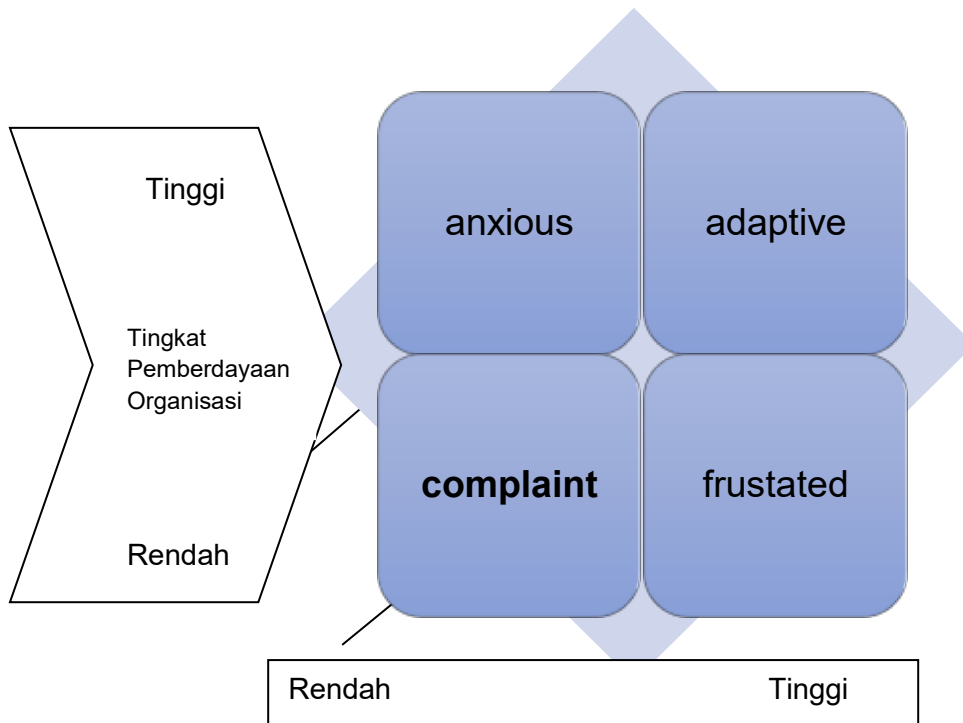 Tinggi
anxious
adaptive
Tingkat
Pemberdayaan
Organisasi
complaint
frustated
Rendah
Rendah
Tinggi